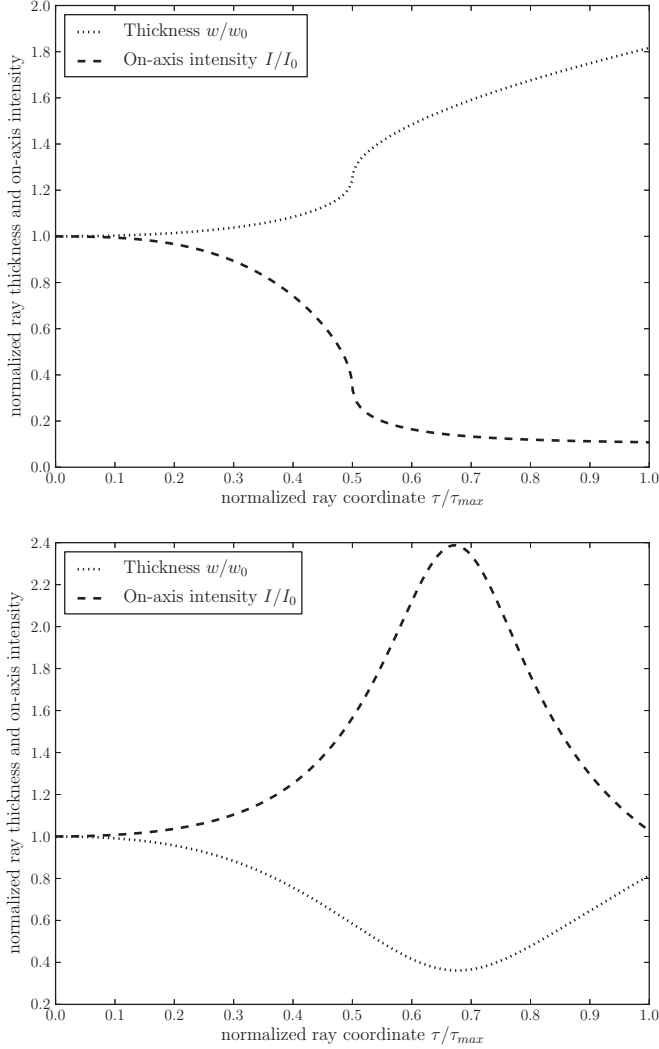 2.0
1.8
1.6
1.4
1.2
1.0
0.8
0.6
0.4
0.2
0.0
normalized ray thickness and on-axis intensity
Thickness w/w₀
On-axis intensity I/I₀
0.0 0.1 0.2 0.3 0.4 0.5 0.6 0.7 0.8 0.9 1.0
normalized ray coordinate τ/τmax
2.4
2.2
2.0
1.8
1.6
1.4
1.2
1.0
0.8
0.6
0.4
0.2
normalized ray thickness and on-axis intensity
Thickness w/w₀
On-axis intensity I/I₀
0.0 0.1 0.2 0.3 0.4 0.5 0.6 0.7 0.8 0.9 1.0
normalized ray coordinate τ/τmax